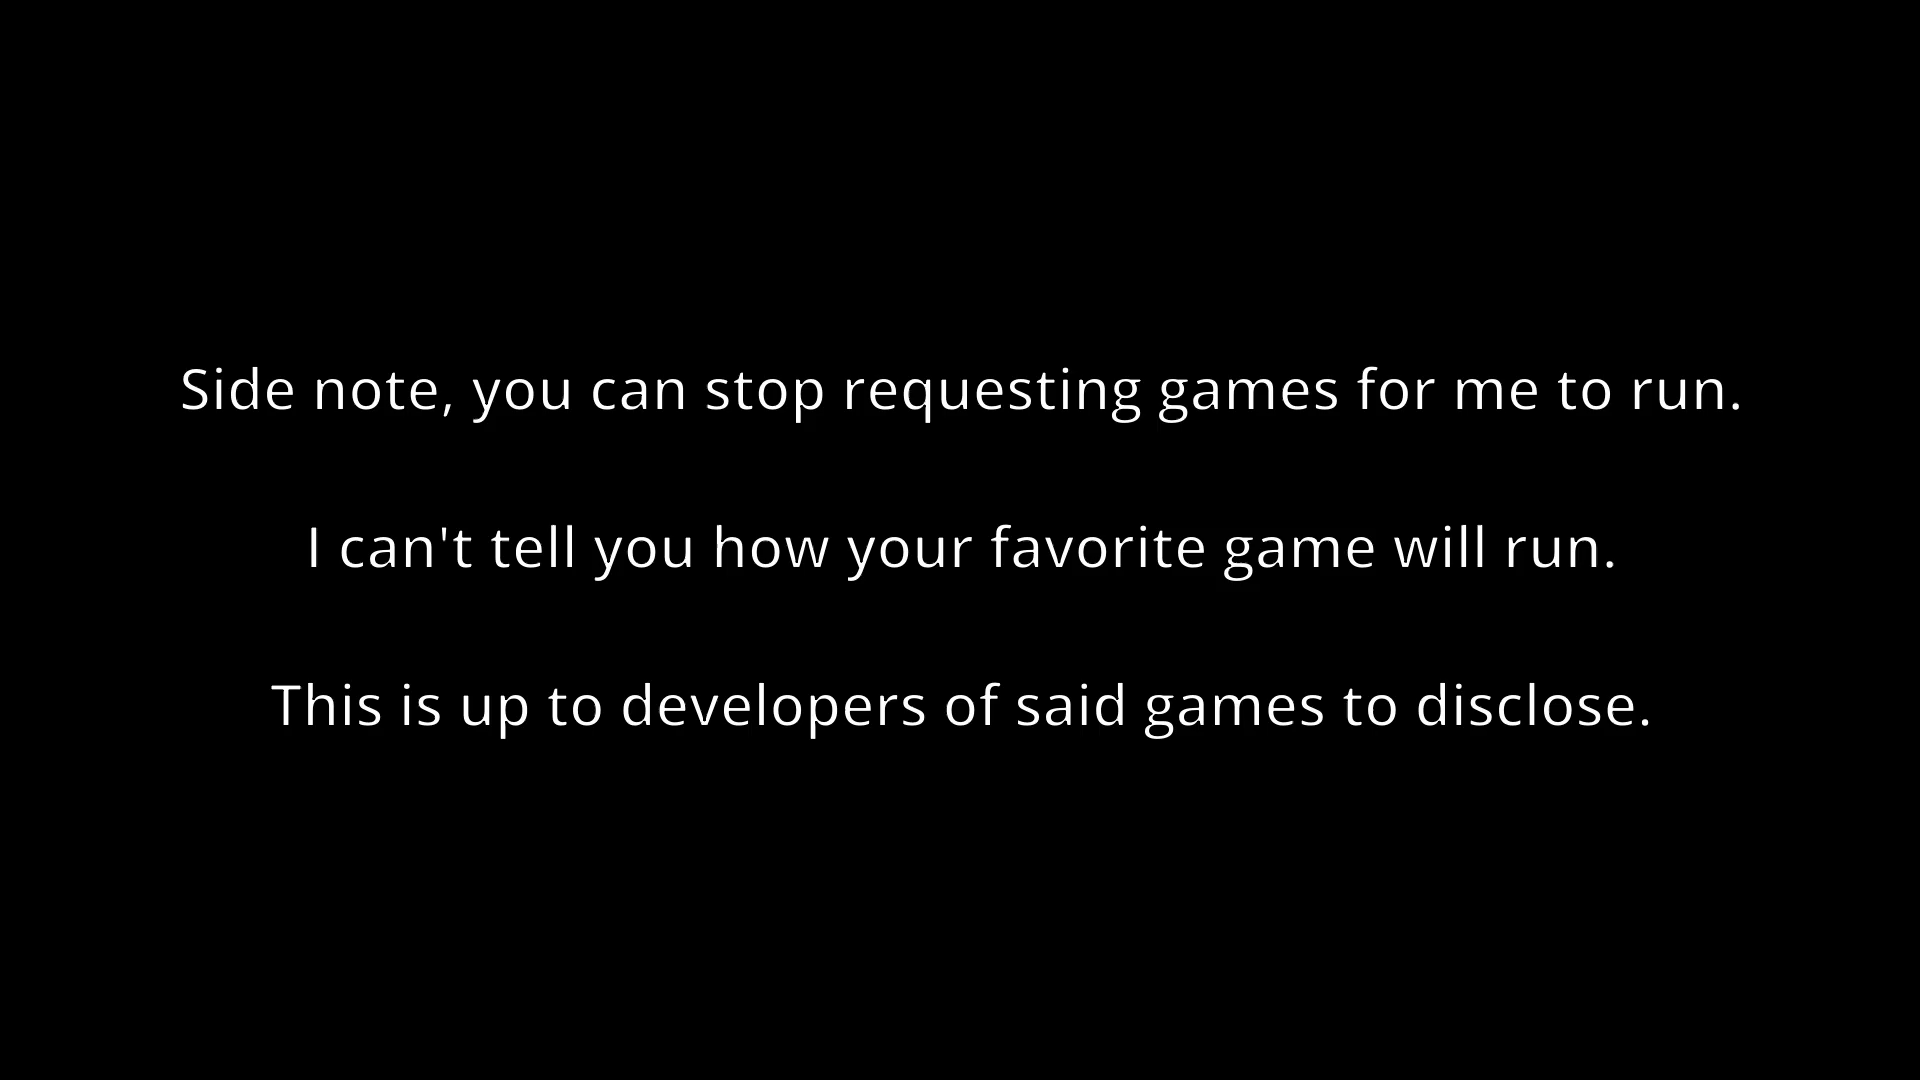 Side note, you can stop requesting games for me to run.
I can't tell you how your favorite game will run.
This is up to developers of said games to disclose.